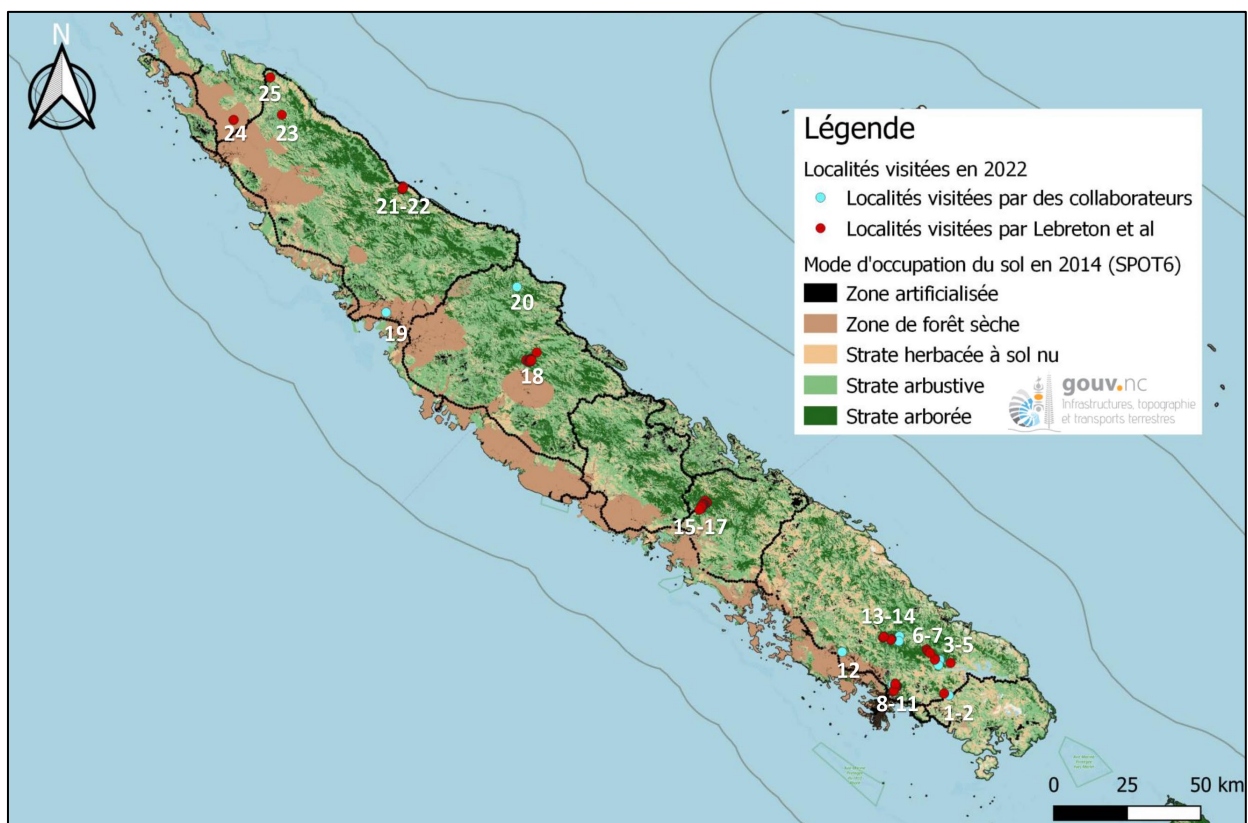 N
25
24
23
21-22
20
19
18
15-17
13-14
6-7
3-5
12
8-11
1-2
Légende
Localités visitées en 2022
Localités visitées par des collaborateurs
Localités visitées par Lebreton et al
Mode d'occupation du sol en 2014 (SPOT6)
Zone artificialisée
Zone de forêt sèche
Strate herbacée à sol nu
Strate arbustive
Strate arborée
gouv.nc
Infrastructures, topographie
et transports terrestres
0 25 50 km